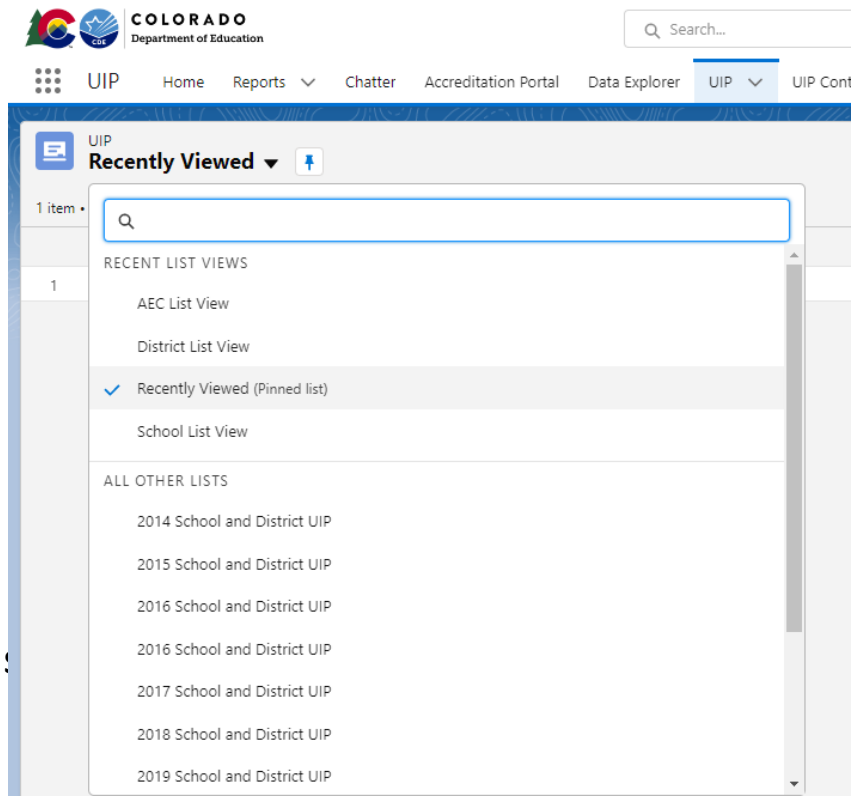 COLORADO
Department of Education
CDE
Search...
UIP Home Reports Chatter Accreditation Portal Data Explorer UIP UIP Cont
UIP
Recently Viewed
1 item •
RECENT LIST VIEWS
1
AEC List View
District List View
Recently Viewed (Pinned list)
School List View
ALL OTHER LISTS
2014 School and District UIP
2015 School and District UIP
2016 School and District UIP
2016 School and District UIP
2017 School and District UIP
2018 School and District UIP
2019 School and District UIP